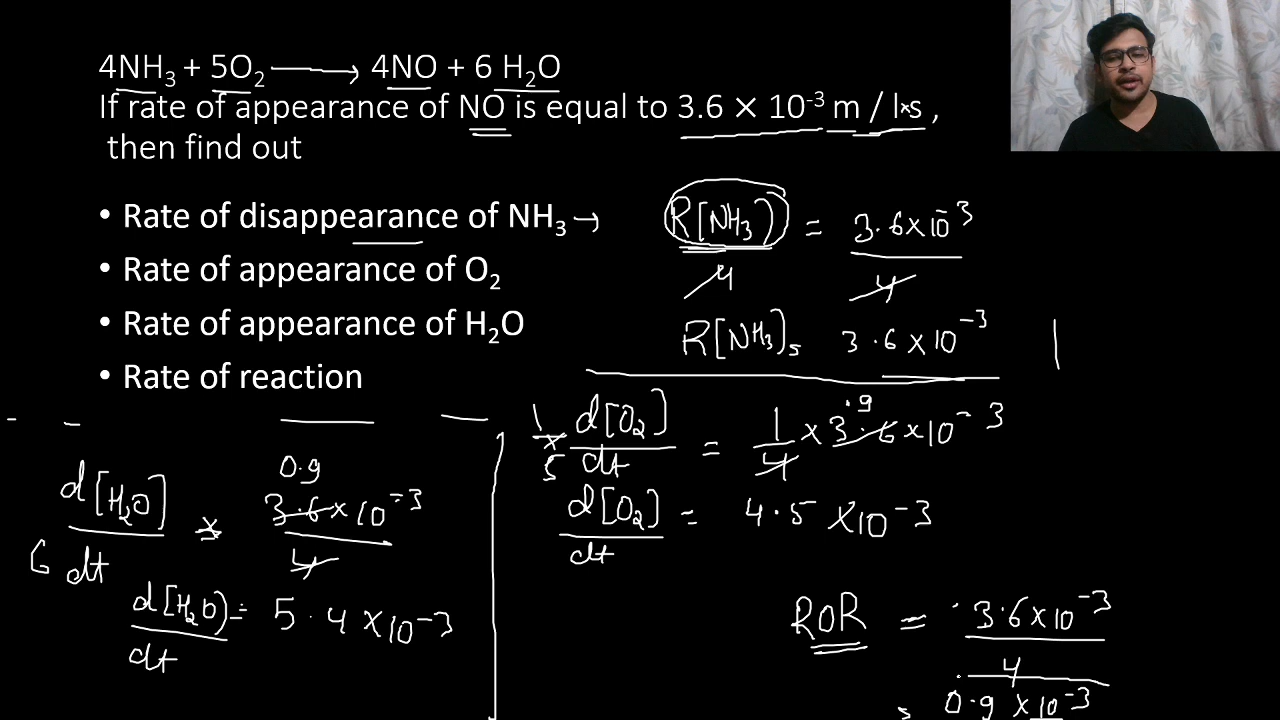 4NH₃ + 5O₂ ⟶ 4NO + 6 H₂O
If rate of appearance of NO is equal to 3.6 × 10⁻³ m / l×s ,
then find out
• Rate of disappearance of NH₃ →
• Rate of appearance of O₂
• Rate of appearance of H₂O
• Rate of reaction
R[NH₃] = 3.6×10⁻³
4 4
R[NH₃] = 3.6×10⁻³
1 d[O₂] = 1 × 3.6×10⁻³ .9
5 dt 4
d[O₂] = 4.5 ×10⁻³
dt
0.9
d[H₂O] = 3.6×10⁻³
6 dt 4
d[H₂O] = 5.4×10⁻³
dt
ROR = 3.6×10⁻³
4
= 0.9 ×10⁻³